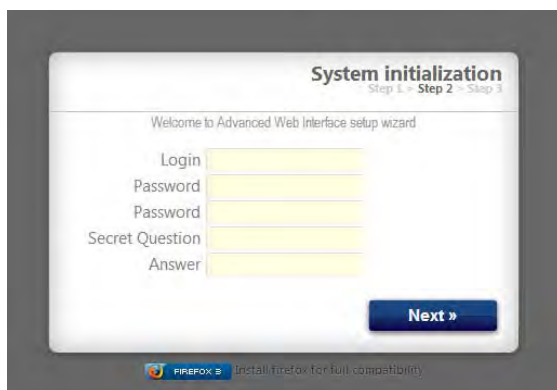 System initialization
Step 1 > Step 2 > Step 3
Welcome to Advanced Web Interface setup wizard
Login
Password
Password
Secret Question
Answer
Next »
FIREFOX 3 Install firefox for full compatibility